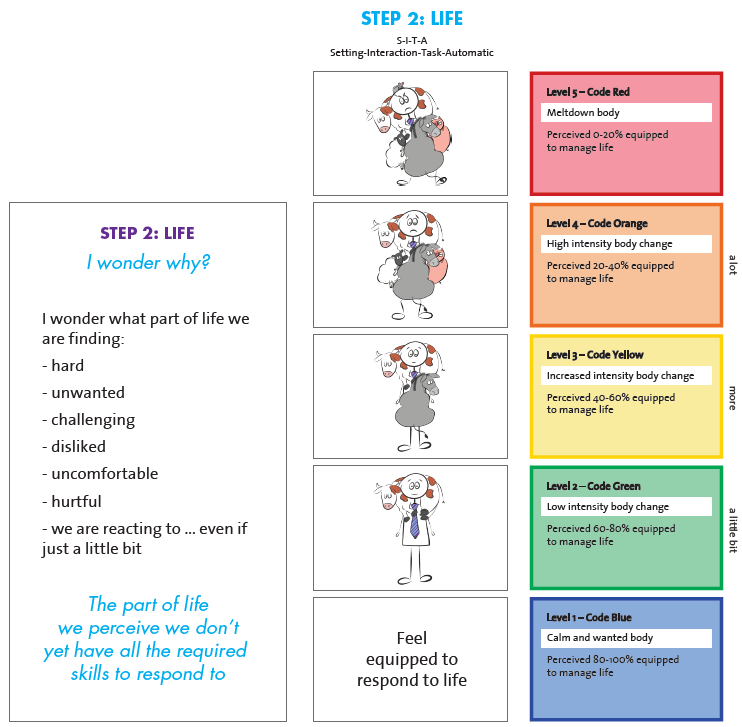 STEP 2: LIFE
I wonder why?
I wonder what part of life we
are finding:
- hard
- unwanted
- challenging
- disliked
- uncomfortable
- hurtful
- we are reacting to ... even if
just a little bit
The part of life
we perceive we don't
yet have all the required
skills to respond to
STEP 2: LIFE
S-I-T-A
Setting-Interaction-Task-Automatic
Feel
equipped to
respond to life
Level 5 – Code Red
Meltdown body
Perceived 0-20% equipped
to manage life
Level 4 – Code Orange
High intensity body change
Perceived 20-40% equipped
to manage life
a lot
Level 3 – Code Yellow
Increased intensity body change
Perceived 40-60% equipped
to manage life
more
Level 2 – Code Green
Low intensity body change
Perceived 60-80% equipped
to manage life
a little bit
Level 1 – Code Blue
Calm and wanted body
Perceived 80-100% equipped
to manage life